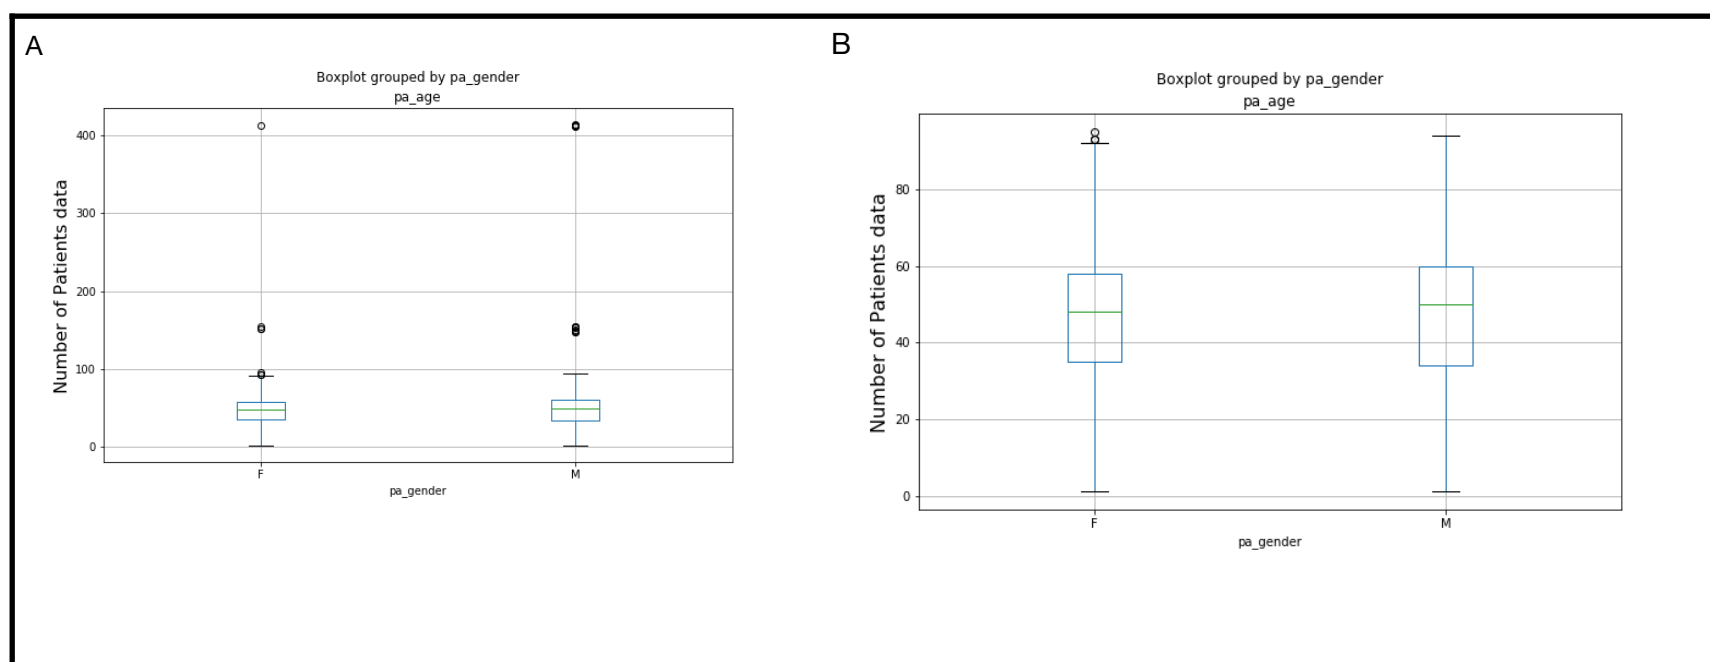 A
Boxplot grouped by pa_gender
pa_age
Number of Patients data
400
300
200
100
0
F M
pa_gender
B
Boxplot grouped by pa_gender
pa_age
Number of Patients data
80
60
40
20
0
F M
pa_gender